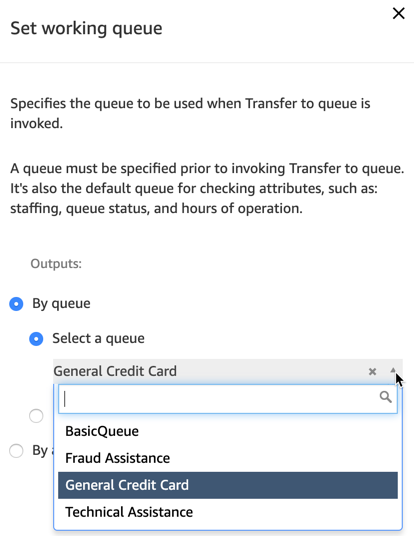 Set working queue
Specifies the queue to be used when Transfer to queue is
invoked.
A queue must be specified prior to invoking Transfer to queue.
It's also the default queue for checking attributes, such as:
staffing, queue status, and hours of operation.
Outputs:
By queue
Select a queue
General Credit Card
BasicQueue
Fraud Assistance
General Credit Card
Technical Assistance
By